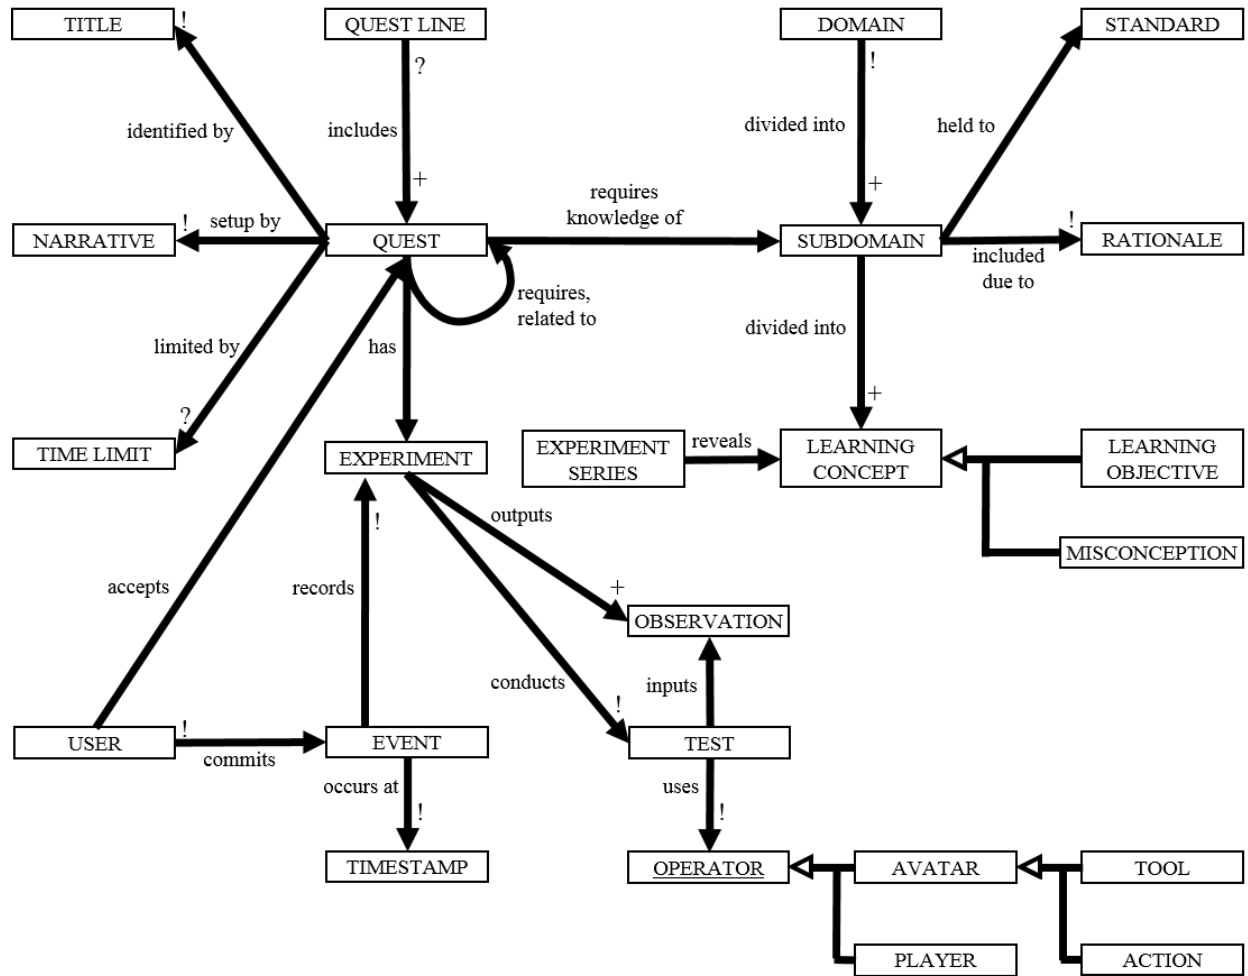 TITLE
!
QUEST LINE
DOMAIN
STANDARD
?
!
identified by
includes
divided into
held to
+
+
requires
knowledge of
NARRATIVE
!
setup by
QUEST
SUBDOMAIN
!
RATIONALE
included
due to
requires,
related to
limited by
has
divided into
?
+
TIME LIMIT
EXPERIMENT
EXPERIMENT
SERIES
reveals
LEARNING
CONCEPT
LEARNING
OBJECTIVE
!
outputs
MISCONCEPTION
accepts
records
+
OBSERVATION
conducts
inputs
!
USER
!
commits
EVENT
TEST
occurs at
!
uses
!
TIMESTAMP
OPERATOR
AVATAR
TOOL
PLAYER
ACTION